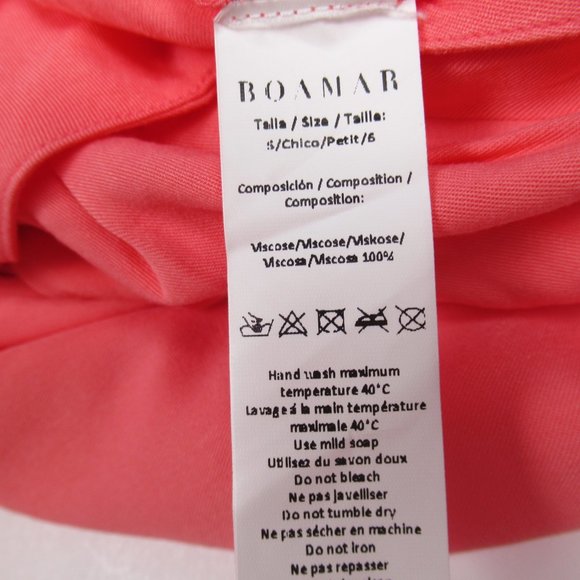 BOAMAR
Talla / Size / Taille:
S/Chico/Petit/6
Composición / Composition /
Composition:
Viscose/Viscose/Viskose/
Viscosa/Viscosa 100%
Hand wash maximum
temperature 40°C
Lavage á la main température
maximale 40°C
Use mild soap
Utilisez du savon doux
Do not bleach
Ne pas javelliser
Do not tumble dry
Ne pas sécher en machine
Do not Iron
Ne pas repasser